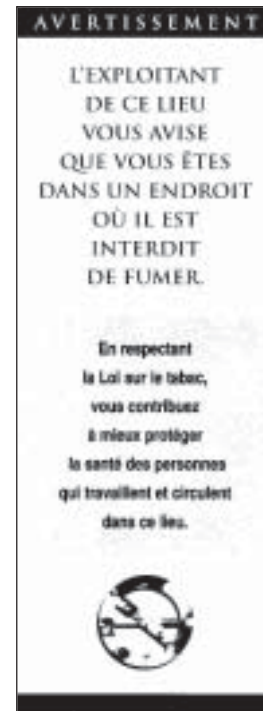 AVERTISSEMENT
L'EXPLOITANT
DE CE LIEU
VOUS AVISE
QUE VOUS ÊTES
DANS UN ENDROIT
OÙ IL EST
INTERDIT
DE FUMER.
En respectant
la Loi sur le tabac,
vous contribuez
à mieux protéger
la santé des personnes
qui travaillent et circulent
dans ce lieu.